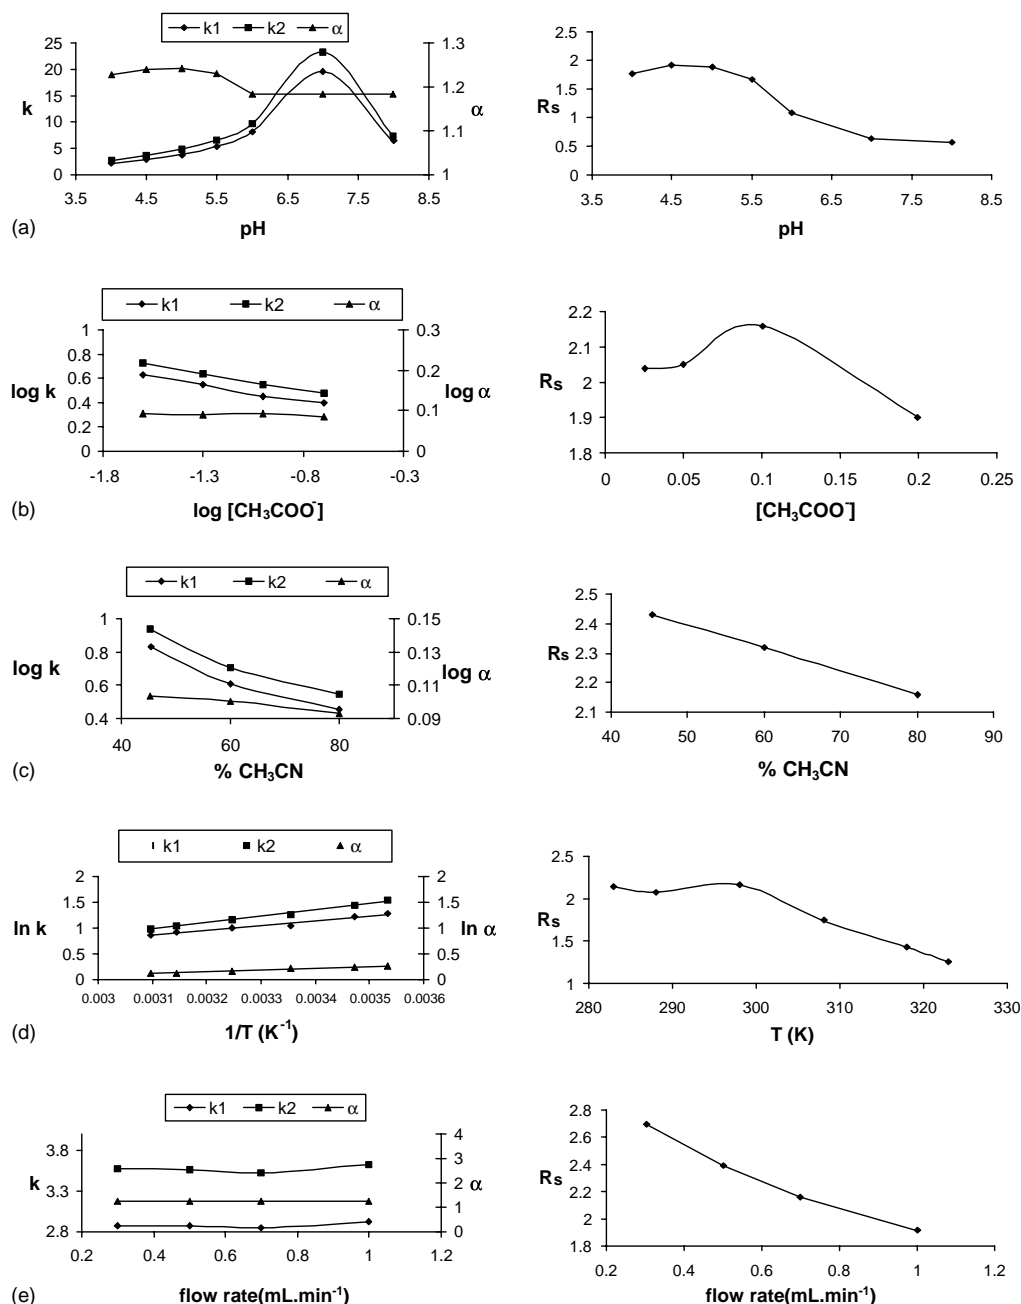 k1 k2 α
25
20
15
10
5
0
k
1.3
1.2
1.1
1
α
3.5 4.5 5.5 6.5 7.5 8.5
pH
(a)
2.5
2
1.5
1
0.5
0
Rs
3.5 4.5 5.5 6.5 7.5 8.5
pH
k1 k2 α
1
0.8
0.6
0.4
0.2
0
log k
0.3
0.2
0.1
0
log α
-1.8 -1.3 -0.8 -0.3
log [CH₃COO⁻]
(b)
2.2
2.1
2
1.9
1.8
Rs
0 0.05 0.1 0.15 0.2 0.25
[CH₃COO⁻]
k1 k2 α
1
0.8
0.6
0.4
log k
0.15
0.13
0.11
0.09
log α
40 60 80
% CH₃CN
(c)
2.5
2.4
2.3
2.2
2.1
Rs
40 50 60 70 80 90
% CH₃CN
k1 k2 α
2
1.5
1
0.5
0
ln k
2
1.5
1
0.5
0
ln α
0.003 0.0031 0.0032 0.0033 0.0034 0.0035 0.0036
1/T (K⁻¹)
(d)
2.5
2
1.5
1
Rs
280 290 300 310 320 330
T (K)
k1 k2 α
3.8
3.3
2.8
k
4
3
2
1
0
α
0.2 0.4 0.6 0.8 1 1.2
flow rate(mL.min⁻¹)
(e)
2.8
2.6
2.4
2.2
2
1.8
Rs
0.2 0.4 0.6 0.8 1 1.2
flow rate(mL.min⁻¹)